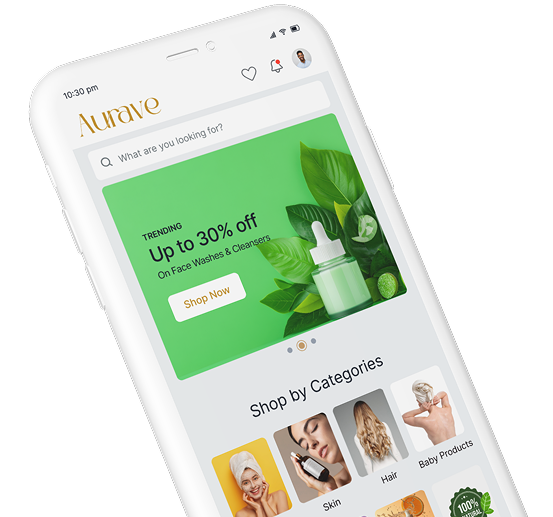 10:30 pm
Aurave
What are you looking for?
TRENDING
Up to 30% off
On Face Washes & Cleansers
Shop Now
Shop by Categories
Skin
Hair
Baby Products
100%